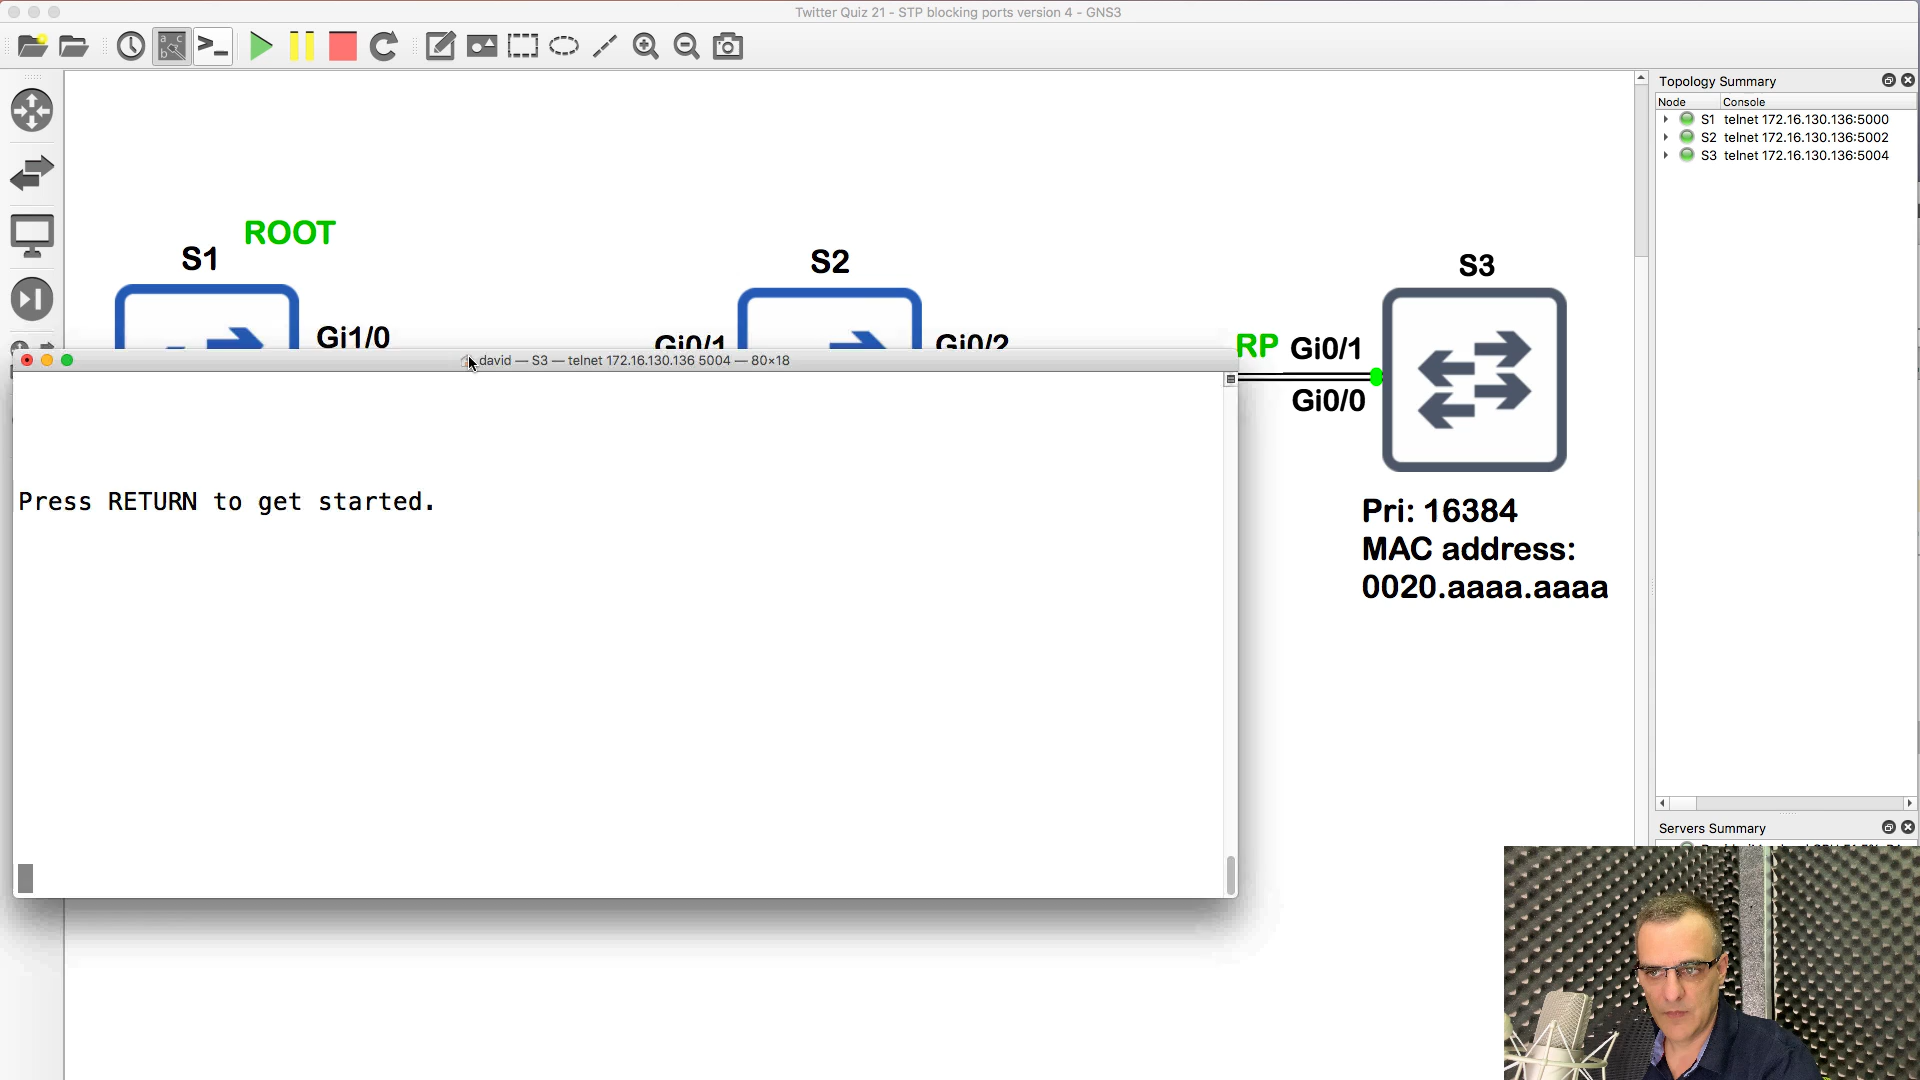 Twitter Quiz 21 - STP blocking ports version 4 - GNS3
Topology Summary
Node Console
S1 telnet 172.16.130.136:5000
S2 telnet 172.16.130.136:5002
S3 telnet 172.16.130.136:5004
ROOT
S1
S2
S3
Gi1/0
Gi0/1
Gi0/2
RP Gi0/1
Gi0/0
david — S3 — telnet 172.16.130.136 5004 — 80×18
Press RETURN to get started.
Pri: 16384
MAC address:
0020.aaaa.aaaa
Servers Summary